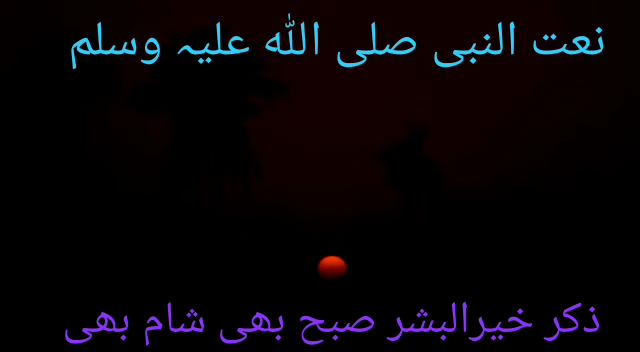 نعت النبی صلی اللہ علیہ وسلم
ذکر خیرالبشر صبح بھی شام بھی